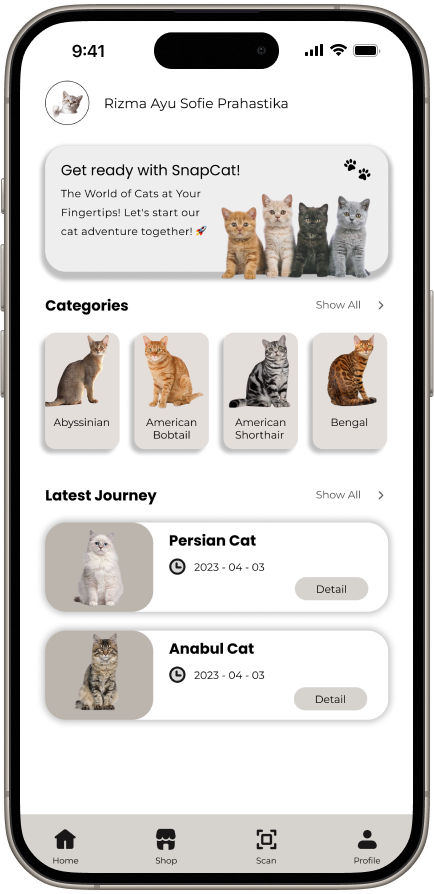 9:41
Rizma Ayu Sofie Prahastika
Get ready with SnapCat!
The World of Cats at Your
Fingertips! Let's start our
cat adventure together! 🚀
Categories
Show All >
Abyssinian
American
Bobtail
American
Shorthair
Bengal
Latest Journey
Show All >
Persian Cat
2023 - 04 - 03
Detail
Anabul Cat
2023 - 04 - 03
Detail
Home
Shop
Scan
Profile